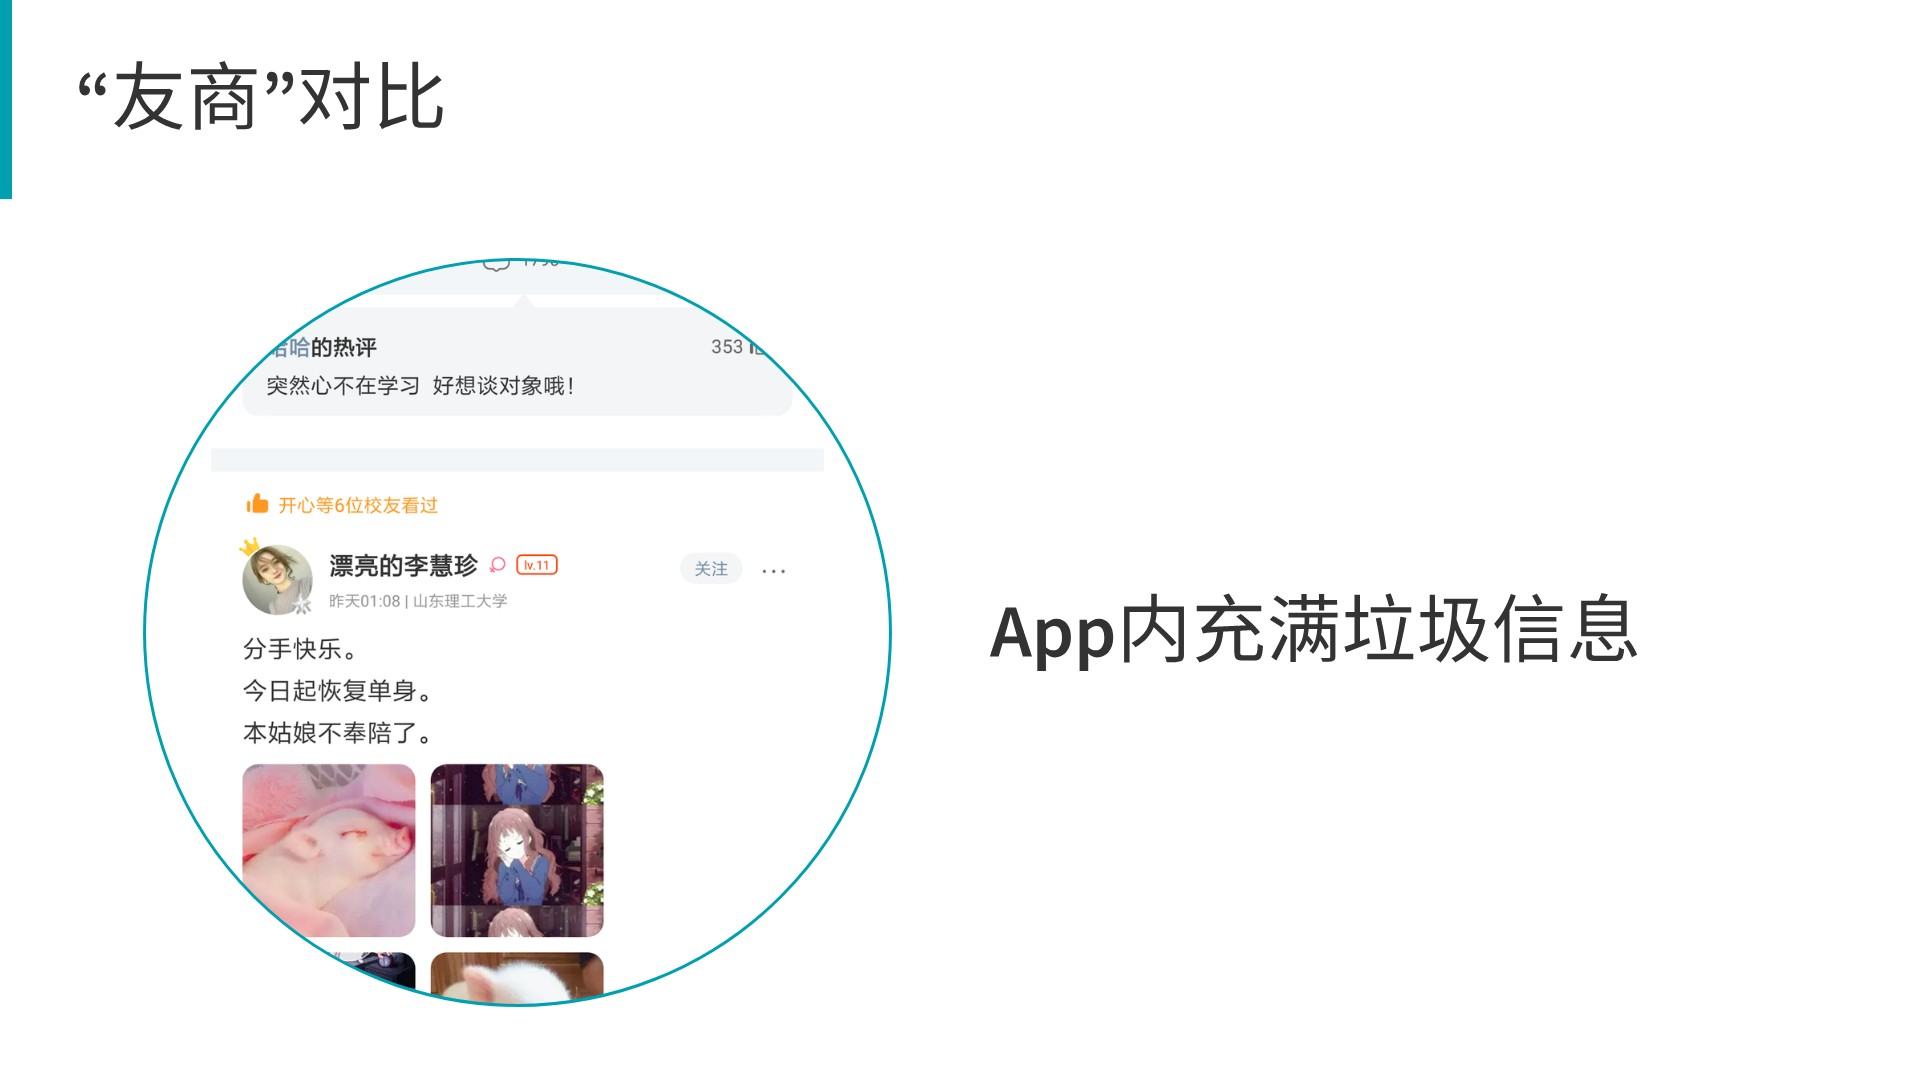 “友商”对比
哈的热评
353
突然心不在学习 好想谈对象哦！
开心等6位校友看过
漂亮的李慧珍 lv.11
关注
昨天01:08 | 山东理工大学
分手快乐。
今日起恢复单身。
本姑娘不奉陪了。
App内充满垃圾信息